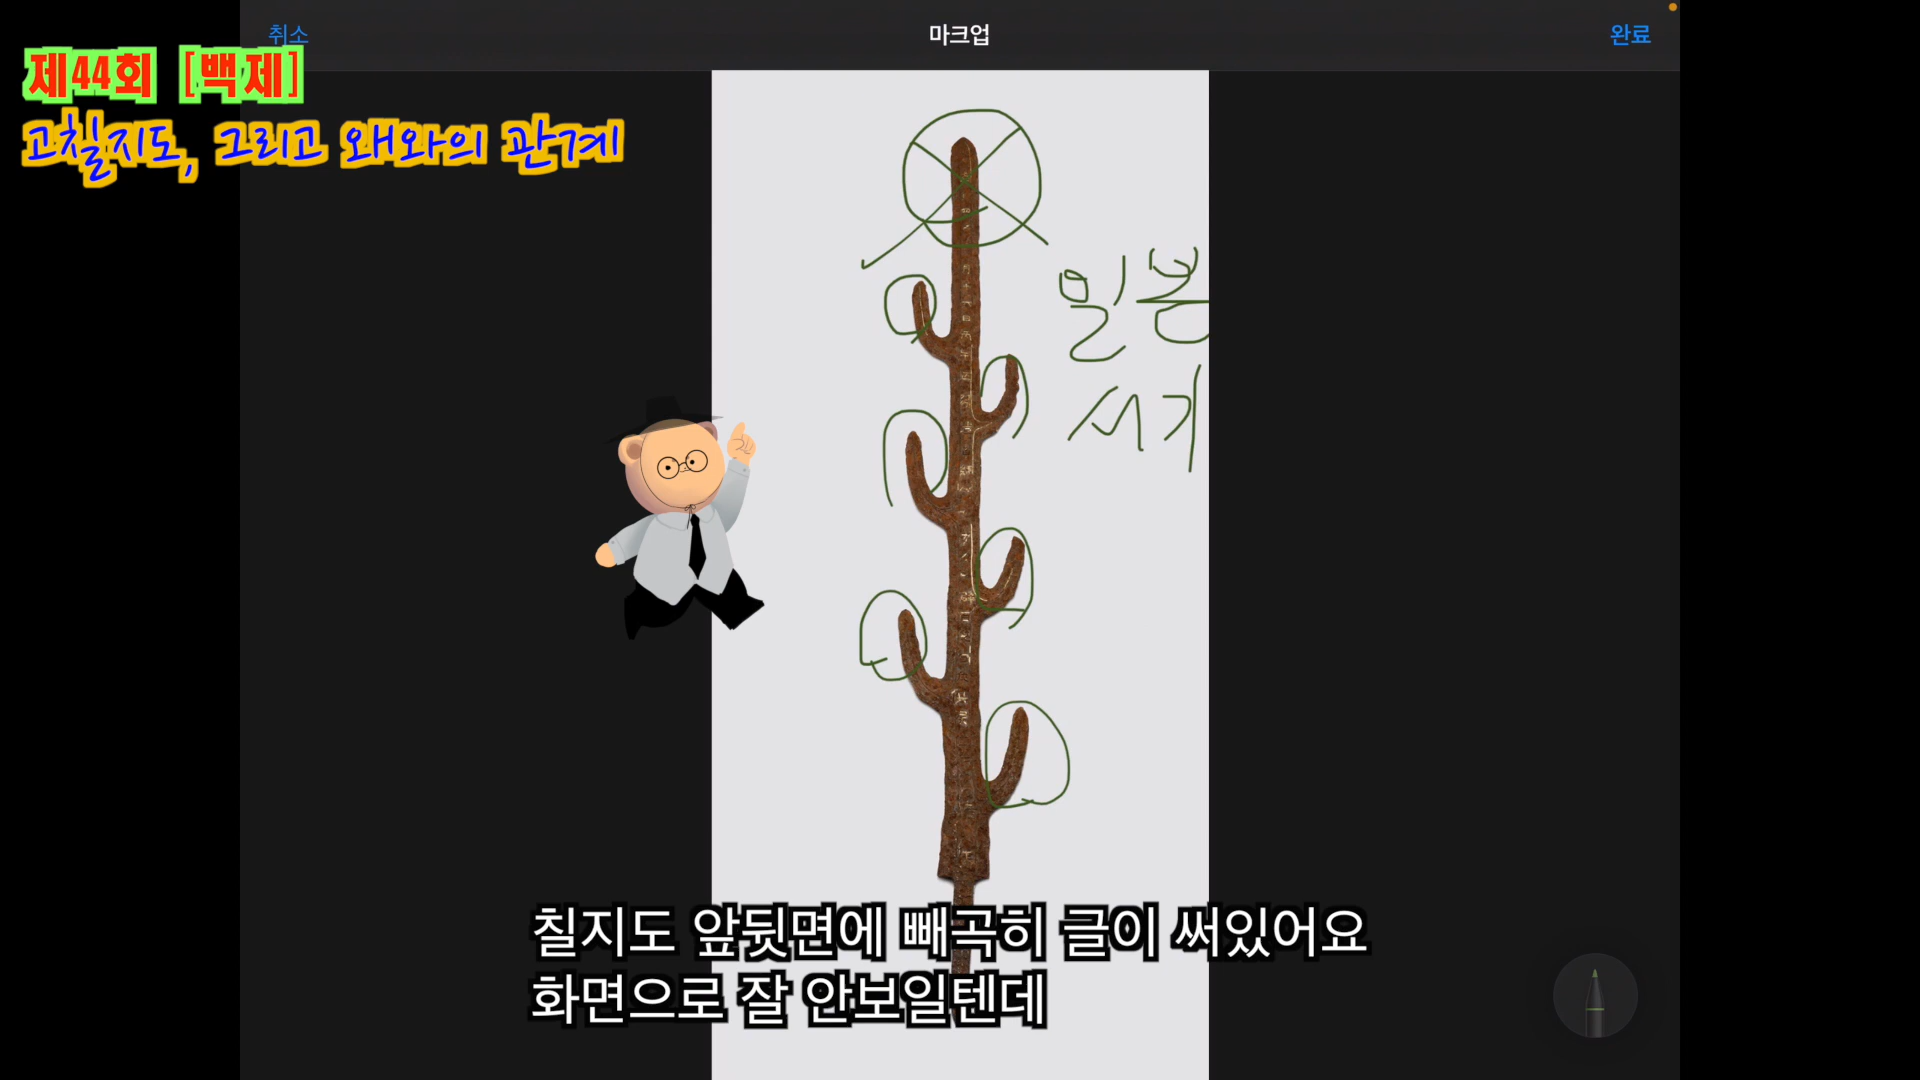 취소
마크업
완료
제44회 [백제]
고칠지도, 그리고 왜와의 관계
일본
서기
칠지도 앞뒷면에 빼곡히 글이 써있어요
화면으로 잘 안보일텐데